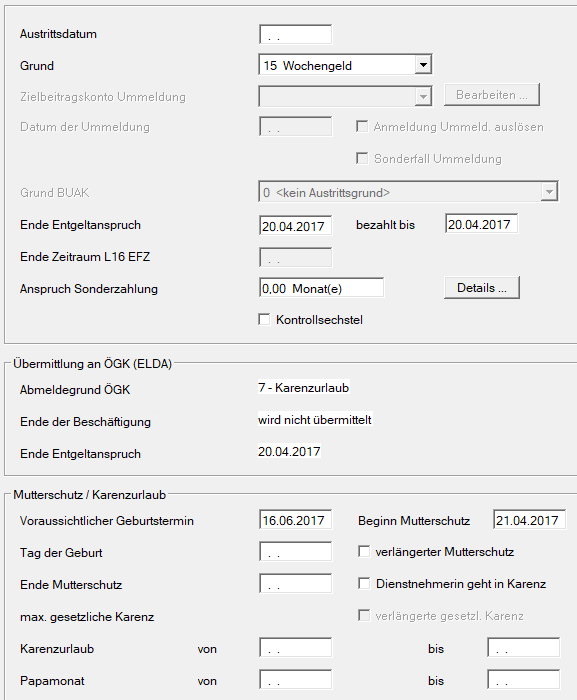 Austrittsdatum . .
Grund 15 Wochengeld
Zielbeitragskonto Ummeldung Bearbeiten ...
Datum der Ummeldung . . Anmeldung Ummeld. auslösen
Sonderfall Ummeldung
Grund BUAK 0 <kein Austrittsgrund>
Ende Entgeltanspruch 20.04.2017 bezahlt bis 20.04.2017
Ende Zeitraum L16 EFZ . .
Anspruch Sonderzahlung 0,00 Monat(e) Details ...
Kontrollsechstel
Übermittlung an ÖGK (ELDA)
Abmeldegrund ÖGK 7 - Karenzurlaub
Ende der Beschäftigung wird nicht übermittelt
Ende Entgeltanspruch 20.04.2017
Mutterschutz / Karenzurlaub
Voraussichtlicher Geburtstermin 16.06.2017 Beginn Mutterschutz 21.04.2017
Tag der Geburt . . verlängerter Mutterschutz
Ende Mutterschutz . . Dienstnehmerin geht in Karenz
max. gesetzliche Karenz verlängerte gesetzl. Karenz
Karenzurlaub von . . bis . .
Papamonat von . . bis . .